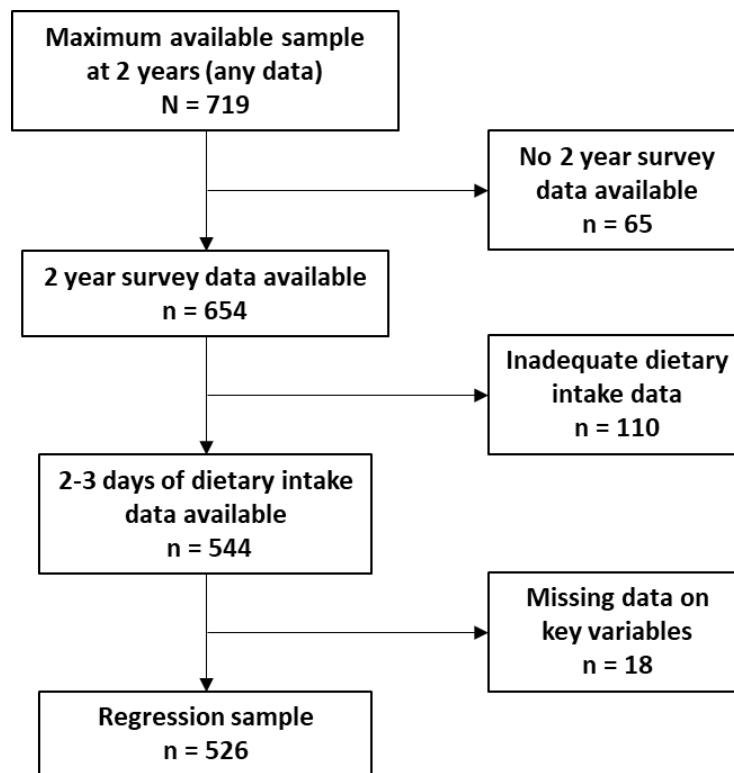 Maximum available sample
at 2 years (any data)
N = 719
No 2 year survey
data available
n = 65
2 year survey data available
n = 654
Inadequate dietary
intake data
n = 110
2-3 days of dietary intake
data available
n = 544
Missing data on
key variables
n = 18
Regression sample
n = 526